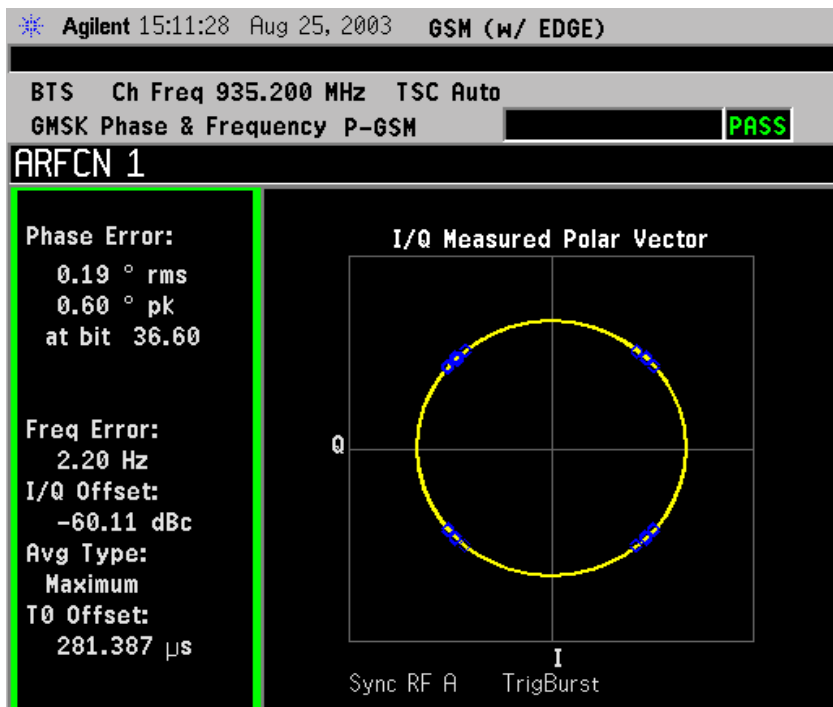 Agilent 15:11:28 Aug 25, 2003 GSM (w/ EDGE)
BTS Ch Freq 935.200 MHz TSC Auto
GMSK Phase & Frequency P-GSM PASS
ARFCN 1
Phase Error:
0.19 ° rms
0.60 ° pk
at bit 36.60
Freq Error:
2.20 Hz
I/Q Offset:
-60.11 dBc
Avg Type:
Maximum
T0 Offset:
281.387 μs
I/Q Measured Polar Vector
Q
I
Sync RF A TrigBurst